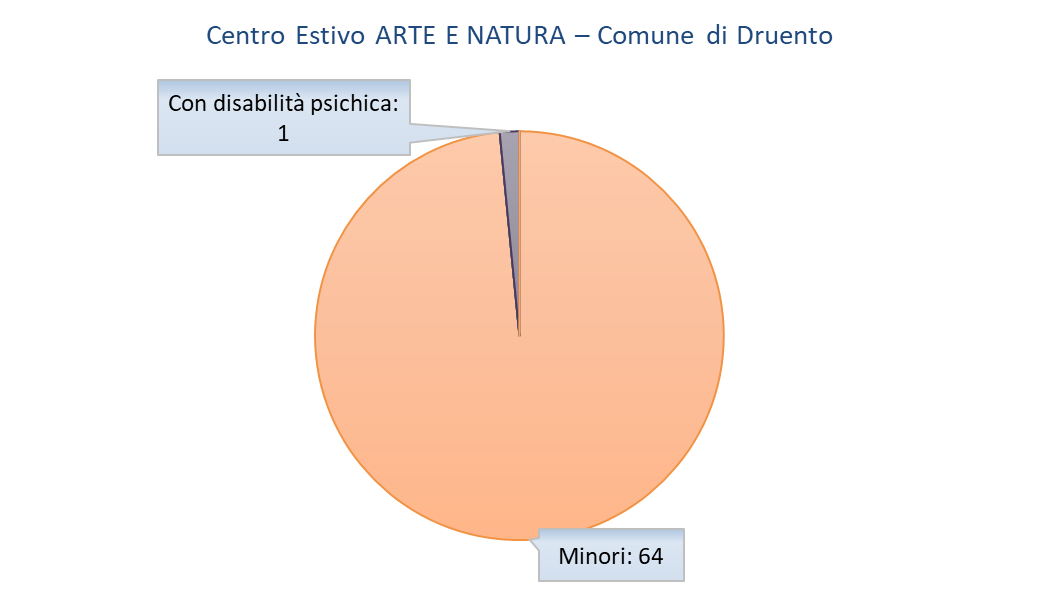 Centro Estivo ARTE E NATURA – Comune di Druento
Con disabilità psichica:
1
Minori: 64